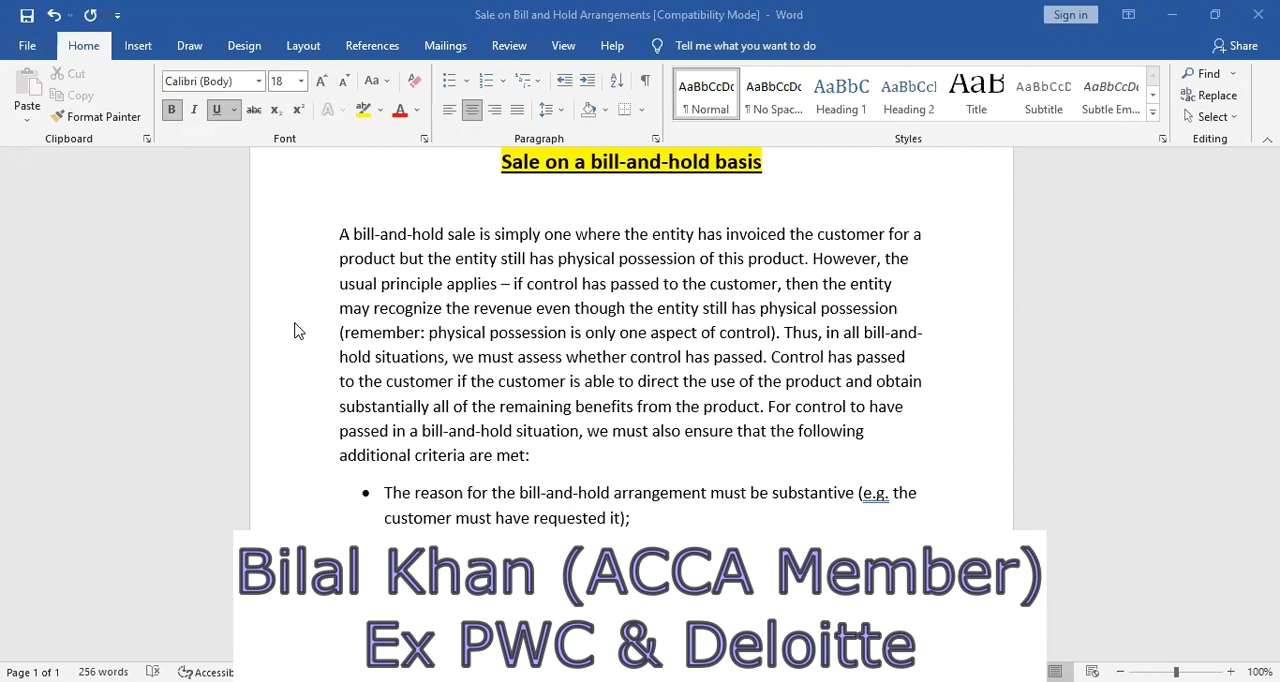 Sale on Bill and Hold Arrangements [Compatibility Mode] - Word
Sign in
File Home Insert Draw Design Layout References Mailings Review View Help Tell me what you want to do Share
Paste
Cut
Copy
Format Painter
Clipboard
Calibri (Body) 18
Font
Paragraph
AaBbCcDc AaBbCcDc AaBbC AaBbCcl AaB AaBbCcD AaBbCcDt
¶ Normal ¶ No Spac... Heading 1 Heading 2 Title Subtitle Subtle Em...
Styles
Find
Replace
Select
Editing
Sale on a bill-and-hold basis
A bill-and-hold sale is simply one where the entity has invoiced the customer for a
product but the entity still has physical possession of this product. However, the
usual principle applies – if control has passed to the customer, then the entity
may recognize the revenue even though the entity still has physical possession
(remember: physical possession is only one aspect of control). Thus, in all bill-and-
hold situations, we must assess whether control has passed. Control has passed
to the customer if the customer is able to direct the use of the product and obtain
substantially all of the remaining benefits from the product. For control to have
passed in a bill-and-hold situation, we must also ensure that the following
additional criteria are met:
• The reason for the bill-and-hold arrangement must be substantive (e.g. the
customer must have requested it);
Bilal Khan (ACCA Member)
Ex PWC & Deloitte
Page 1 of 1 256 words Accessib 100%